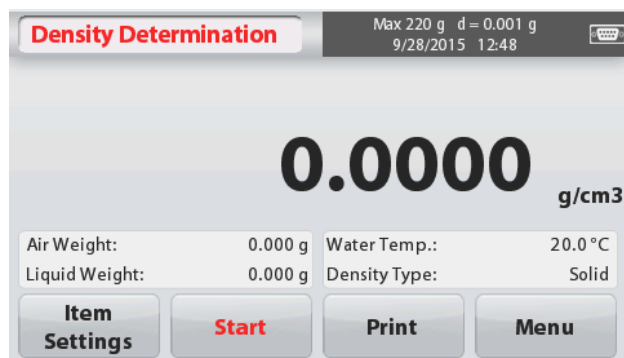 Density Determination
Max 220 g d = 0.001 g
9/28/2015 12:48
0.0000
g/cm3
Air Weight: 0.000 g
Liquid Weight: 0.000 g
Water Temp.: 20.0 °C
Density Type: Solid
Item
Settings
Start
Print
Menu